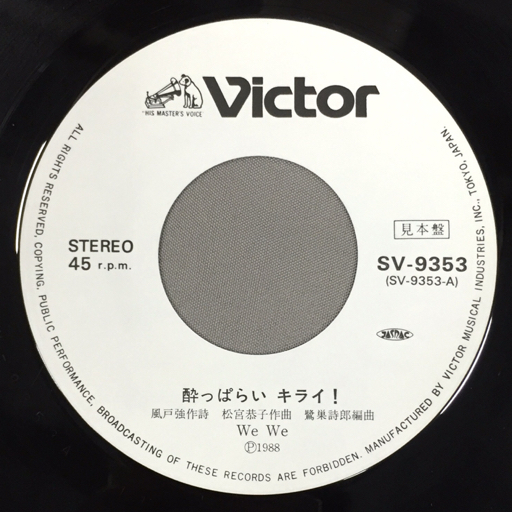 Victor
"HIS MASTER'S VOICE"
STEREO
45 r.p.m.
見本盤
SV-9353
(SV-9353-A)
JASRAC
酔っぱらい キライ!
風戸強作詩 松宮恭子作曲 鷺巣詩郎編曲
We We
Ⓟ1988
ALL RIGHTS RESERVED, COPYING, PUBLIC PERFORMANCE, BROADCASTING OF THESE RECORDS ARE FORBIDDEN. MANUFACTURED BY VICTOR MUSICAL INDUSTRIES, INC., TOKYO, JAPAN.